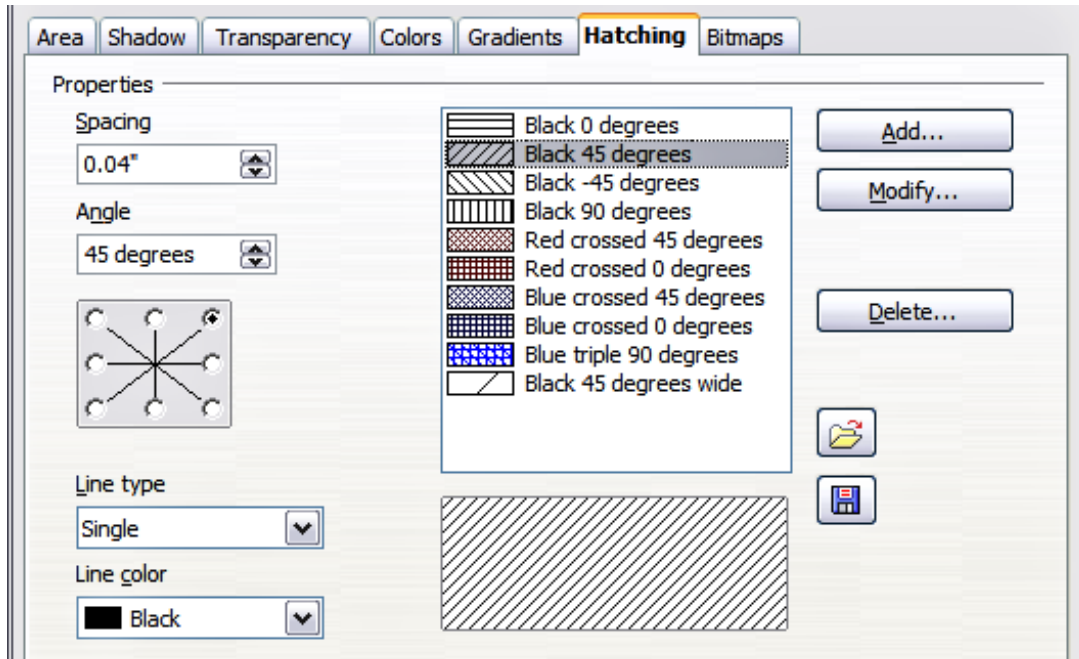 Area Shadow Transparency Colors Gradients Hatching Bitmaps
Properties
Spacing
0.04"
Angle
45 degrees
Line type
Single
Line color
Black
Black 0 degrees
Black 45 degrees
Black -45 degrees
Black 90 degrees
Red crossed 45 degrees
Red crossed 0 degrees
Blue crossed 45 degrees
Blue crossed 0 degrees
Blue triple 90 degrees
Black 45 degrees wide
Add...
Modify...
Delete...